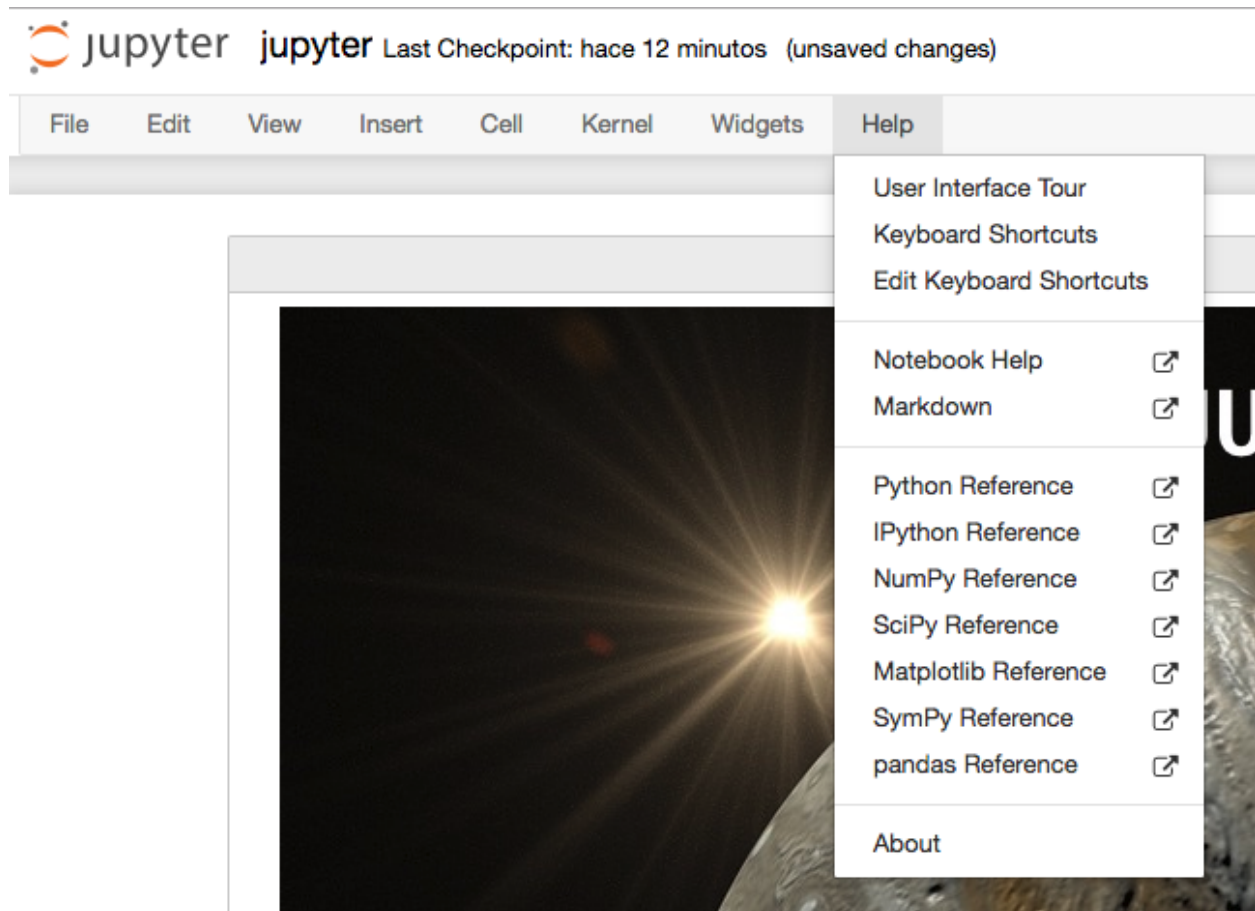 jupyter jupyter Last Checkpoint: hace 12 minutos (unsaved changes)
File Edit View Insert Cell Kernel Widgets Help
User Interface Tour
Keyboard Shortcuts
Edit Keyboard Shortcuts
Notebook Help
Markdown
Python Reference
IPython Reference
NumPy Reference
SciPy Reference
Matplotlib Reference
SymPy Reference
pandas Reference
About